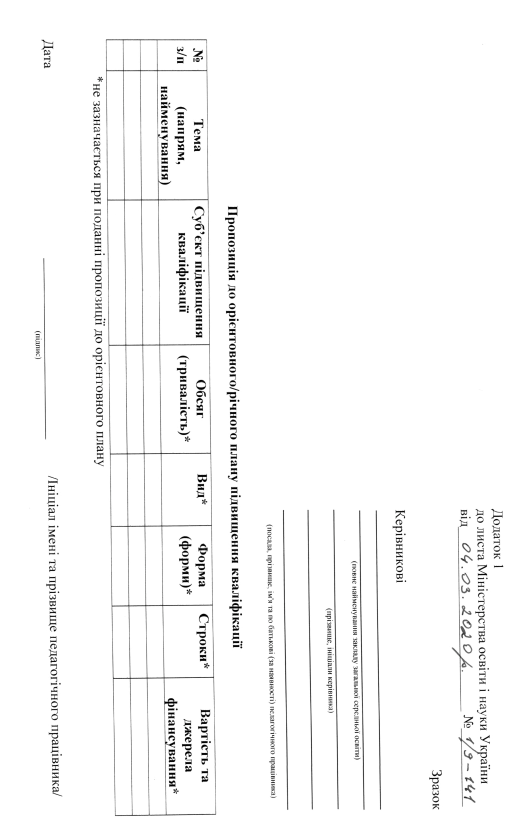 Додаток 1
до листа Міністерства освіти і науки України
від 04.03.2020 р. № 1/9-141
Зразок
Керівникові
(повне найменування закладу загальної середньої освіти)
(прізвище, ініціали керівника)
(посада, прізвище, ім'я та по батькові (за наявності) педагогічного працівника)
Пропозиція до орієнтовного/річного плану підвищення кваліфікації
№ з/п
Тема (напрям, найменування)
Суб'єкт підвищення кваліфікації
Обсяг (тривалість)*
Вид*
Форма (форми)*
Строки*
Вартість та джерела фінансування*
*не зазначається при поданні пропозиції до орієнтовного плану
Дата
(підпис)
/Ініціал імені та прізвище педагогічного працівника/